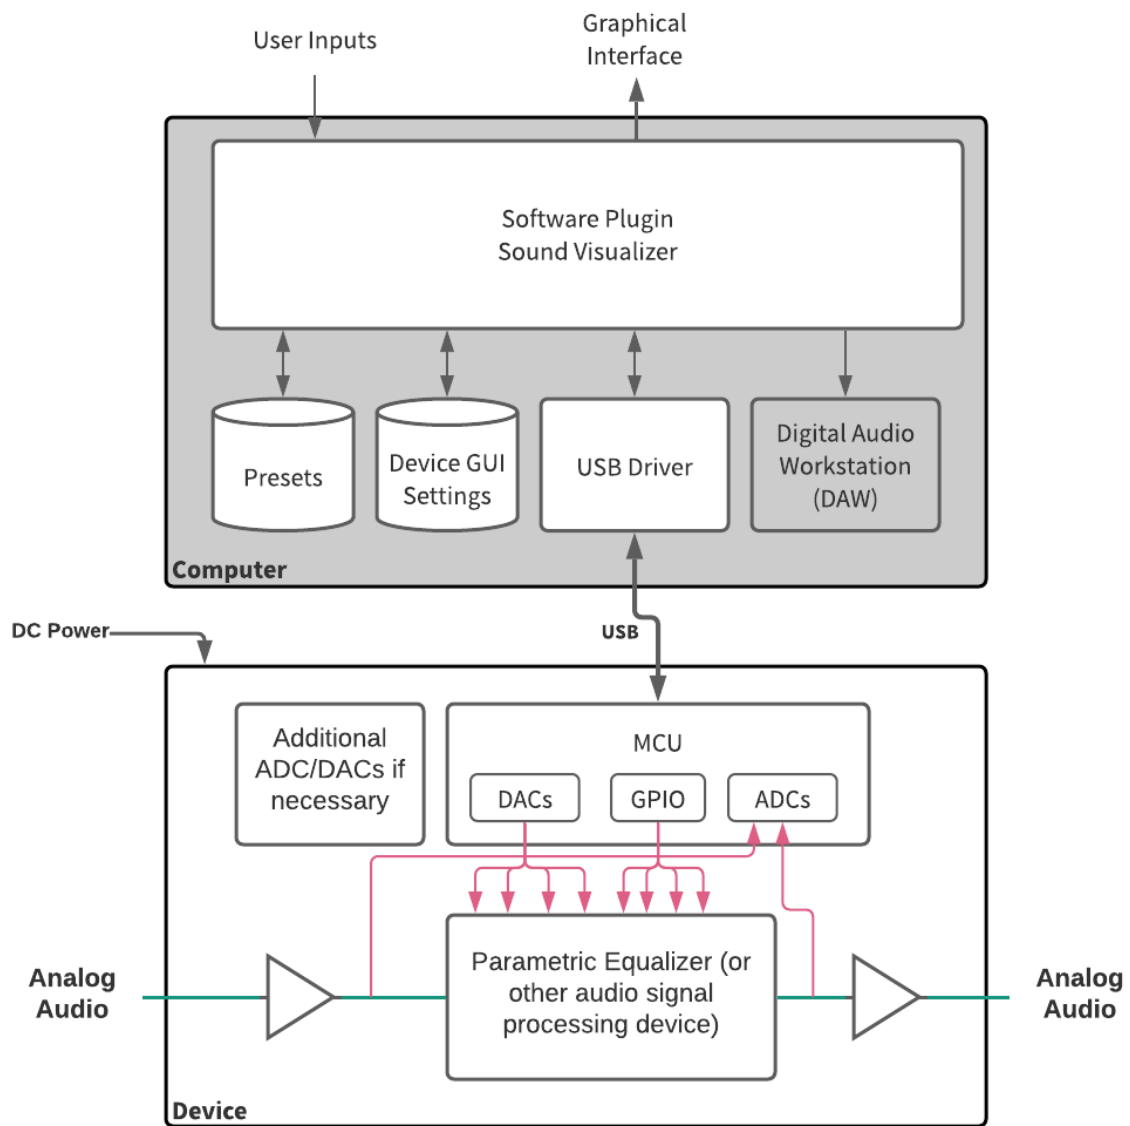 User Inputs
Graphical
Interface
Software Plugin
Sound Visualizer
Presets
Device GUI
Settings
USB Driver
Digital Audio
Workstation
(DAW)
Computer
DC Power
USB
Additional
ADC/DACs if
necessary
MCU
DACs
GPIO
ADCs
Analog
Audio
Parametric Equalizer (or
other audio signal
processing device)
Analog
Audio
Device